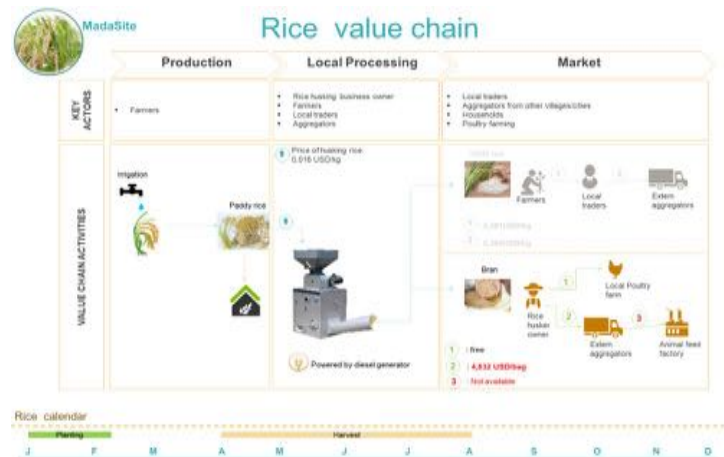 MadaSite
Rice value chain
Production
Local Processing
Market
KEY ACTORS
Farmers
Rice husking business owner
Farmers
Local traders
Aggregators
Local traders
Aggregators from other villages/cities
Households
Poultry farming
VALUE CHAIN ACTIVITIES
Irrigation
Paddy rice
Price of husking rice
0,016 USD/kg
Powered by diesel generator
Farmers
Local traders
Extern aggregators
Bran
Rice husker owner
1
Local Poultry farm
2
Extern aggregators
3
Animal feed factory
1 : free
2 : 4,832 USD/bag
3 : Not available
Rice calendar
Planting
Harvest
J F M A M J J A S O N D